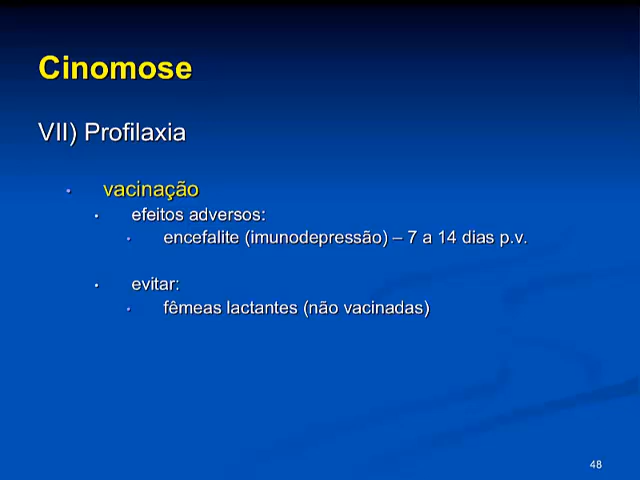 Cinomose
VII) Profilaxia
• vacinação
• efeitos adversos:
• encefalite (imunodepressão) – 7 a 14 dias p.v.
• evitar:
• fêmeas lactantes (não vacinadas)
48